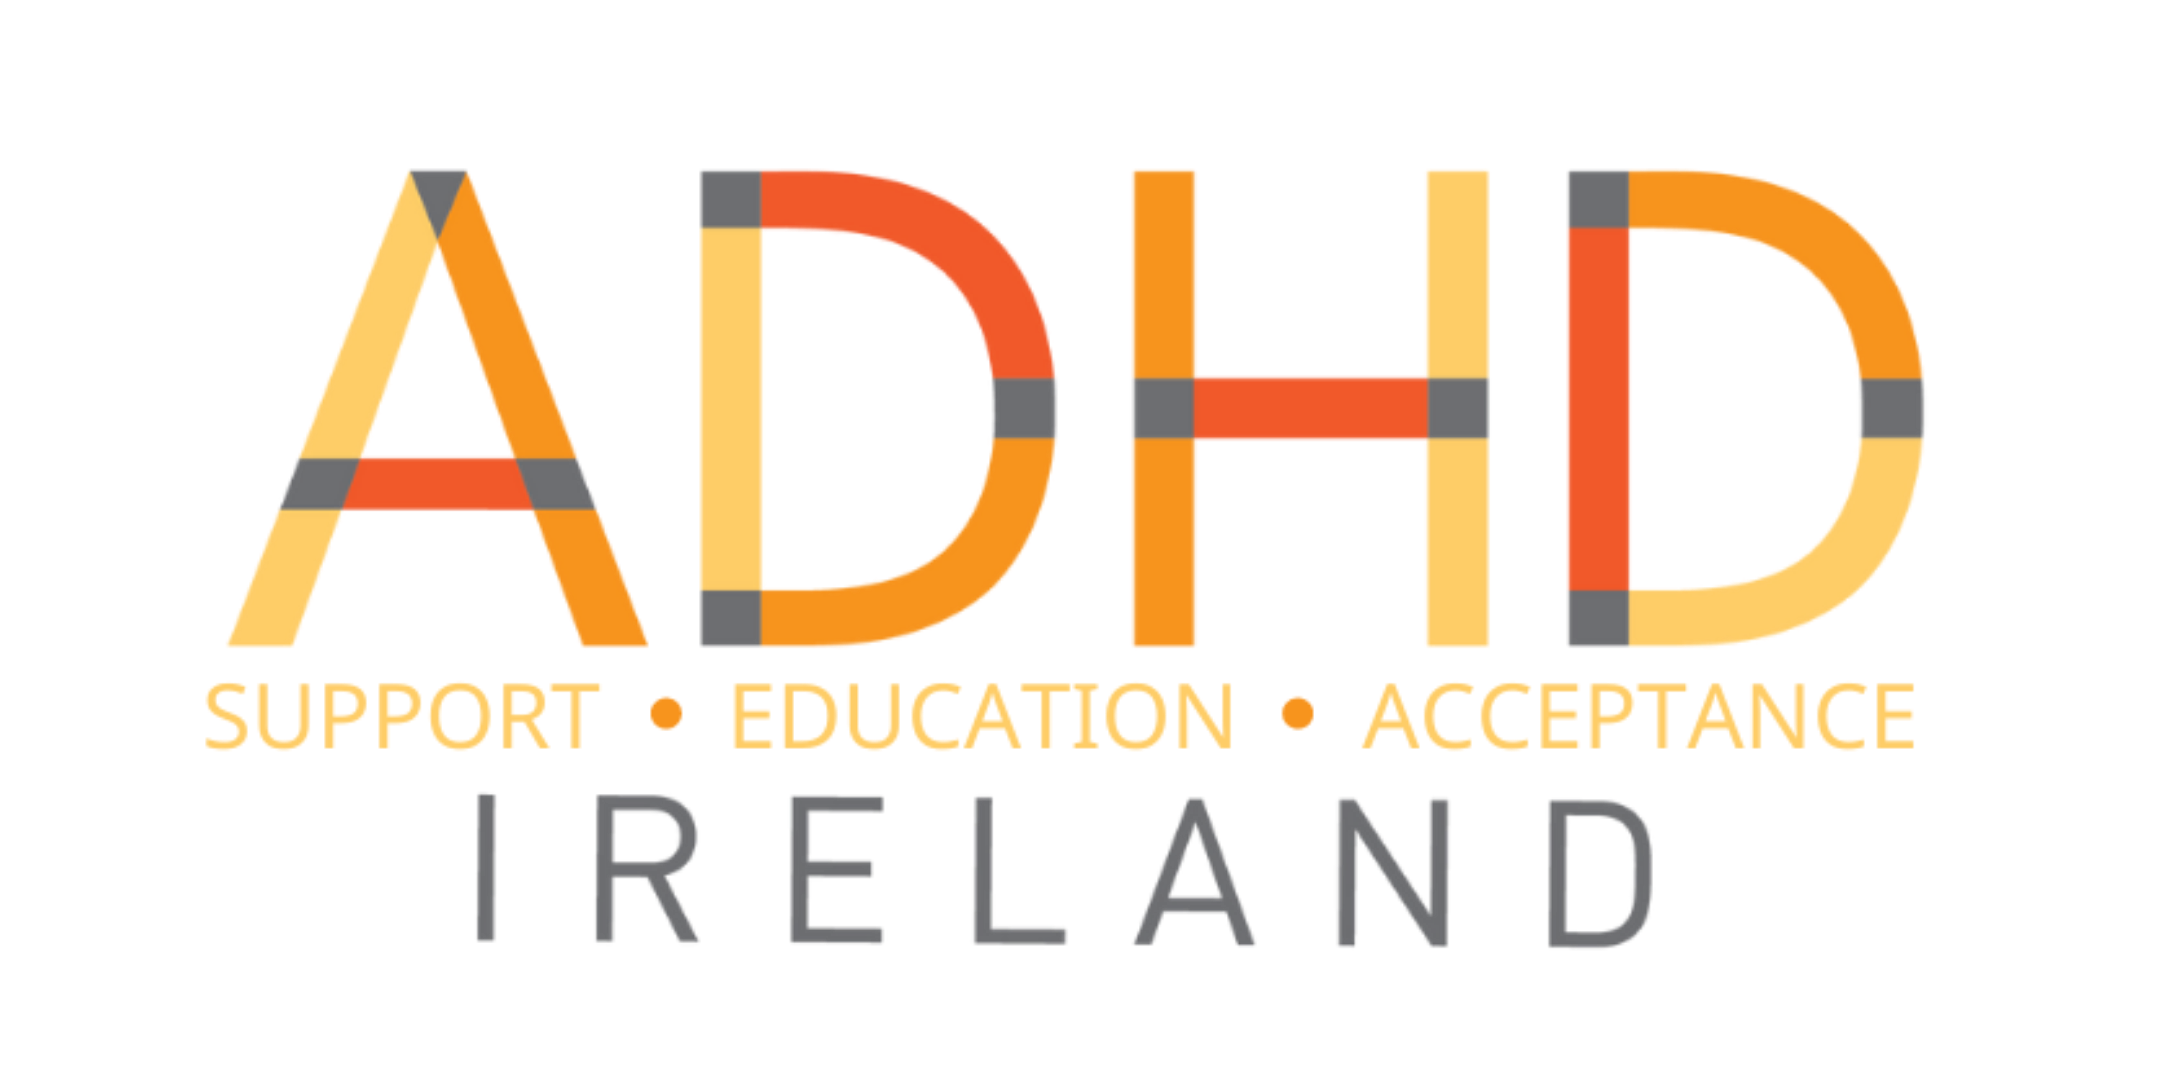 ADHD
SUPPORT • EDUCATION • ACCEPTANCE
IRELAND